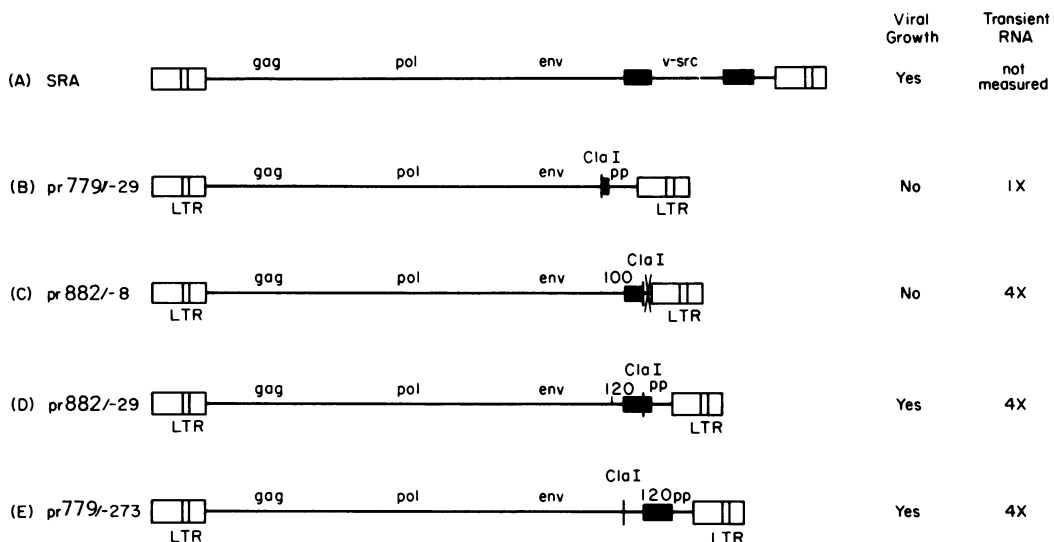 Viral Growth
Transient RNA
(A) SRA gag pol env v-src Yes not measured
(B) pr779/-29 gag pol env Cla I pp No 1X
LTR LTR
(C) pr882/-8 gag pol env 100 Cla I No 4X
LTR LTR
(D) pr882/-29 gag pol env 120 Cla I pp Yes 4X
LTR LTR
(E) pr779/-273 gag pol env Cla I 120 pp Yes 4X
LTR LTR